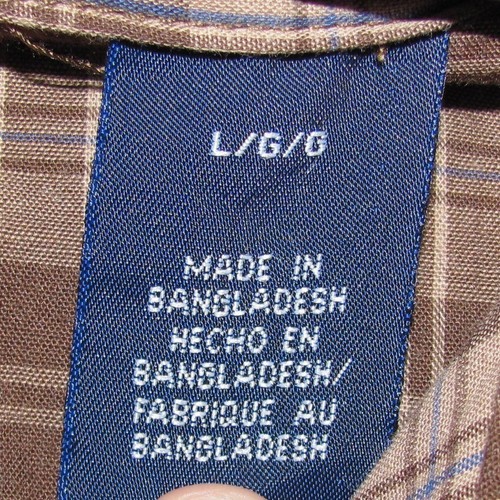 L/G/G
MADE IN
BANGLADESH
HECHO EN
BANGLADESH/
FABRIQUE AU
BANGLADESH